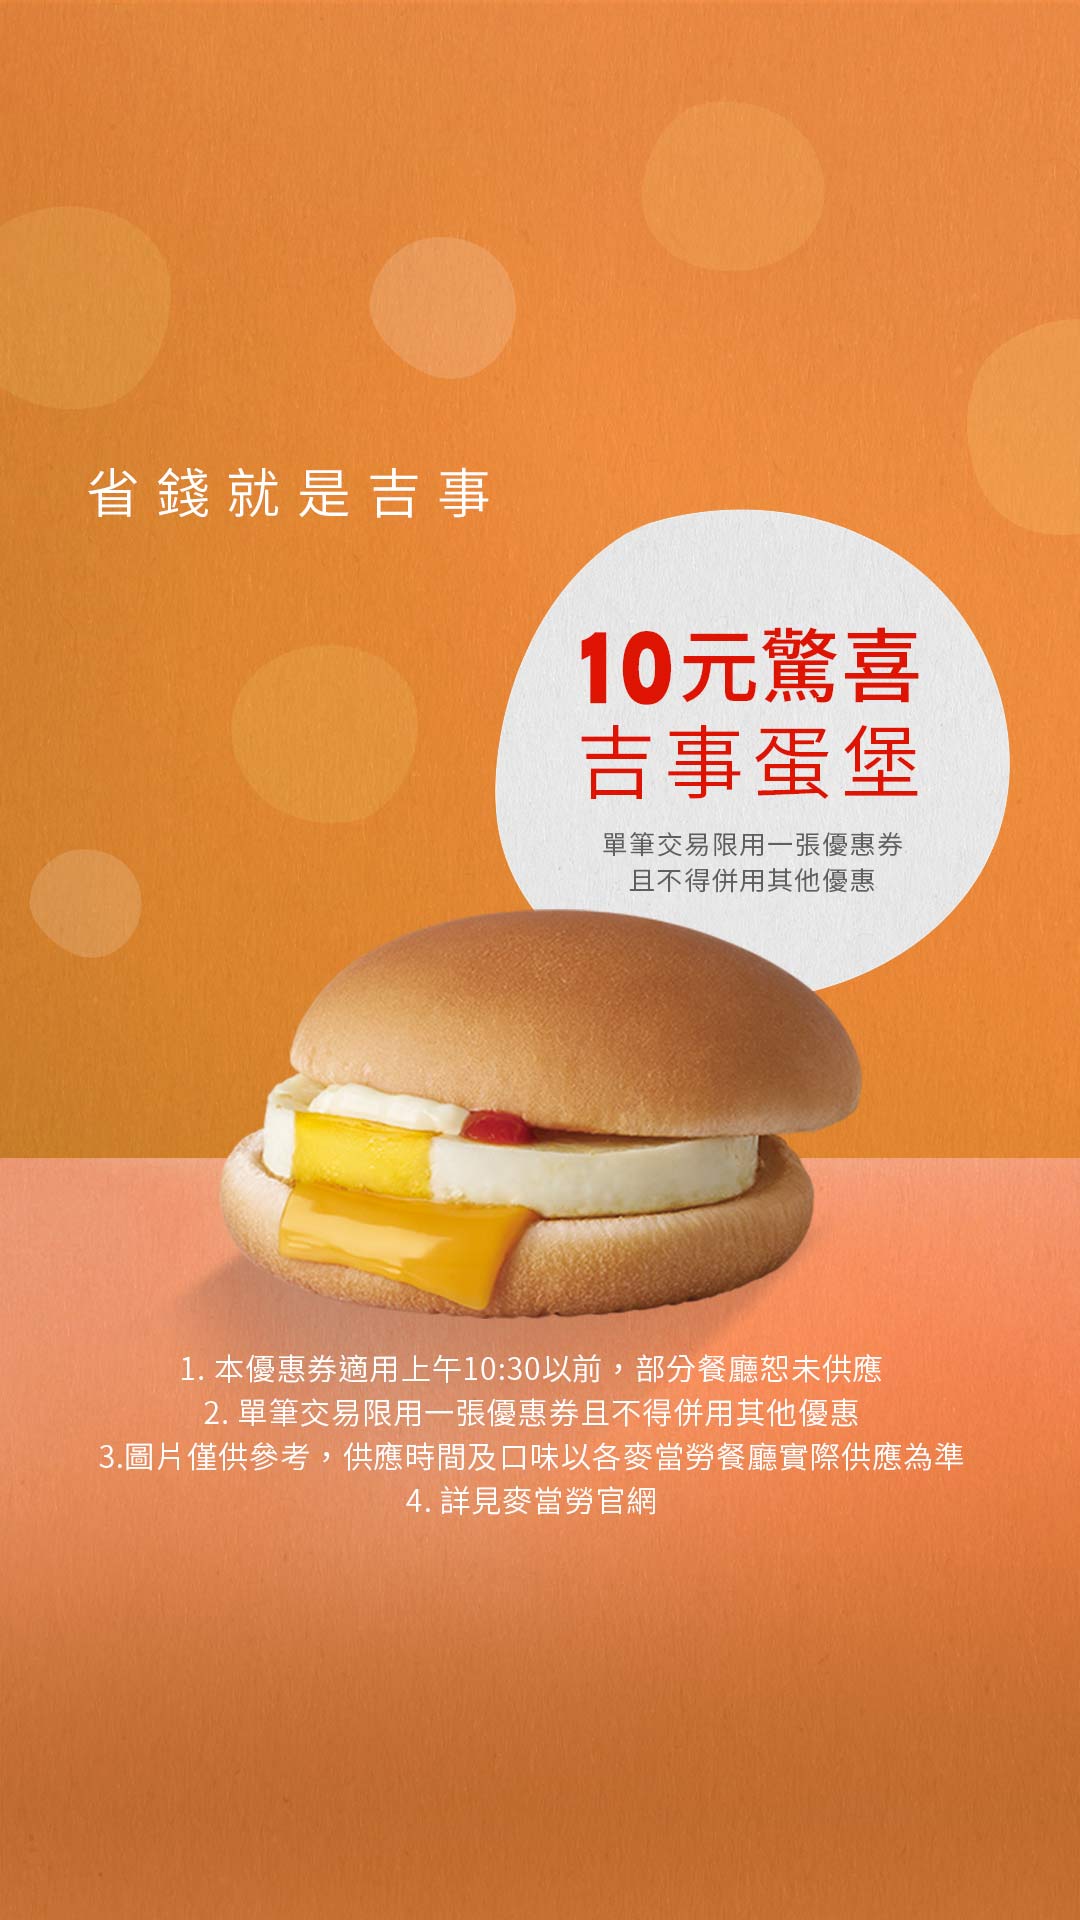 省錢就是吉事
10元驚喜
吉事蛋堡
單筆交易限用一張優惠券
且不得併用其他優惠
1. 本優惠券適用上午10:30以前，部分餐廳恕未供應
2. 單筆交易限用一張優惠券且不得併用其他優惠
3.圖片僅供參考，供應時間及口味以各麥當勞餐廳實際供應為準
4. 詳見麥當勞官網